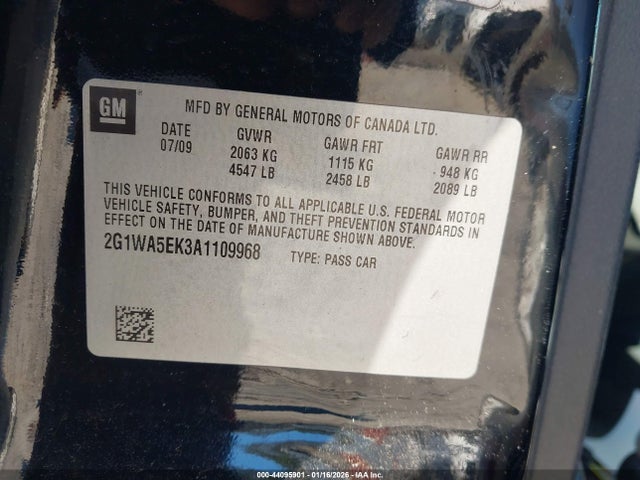 GM
MFD BY GENERAL MOTORS OF CANADA LTD.
DATE GVWR GAWR FRT GAWR RR
07/09 2063 KG 1115 KG 948 KG
4547 LB 2458 LB 2089 LB
THIS VEHICLE CONFORMS TO ALL APPLICABLE U.S. FEDERAL MOTOR
VEHICLE SAFETY, BUMPER, AND THEFT PREVENTION STANDARDS IN
EFFECT ON THE DATE OF MANUFACTURE SHOWN ABOVE.
2G1WA5EK3A1109968 TYPE: PASS CAR
000-44095901 - 01/16/2026 - IAA Inc.